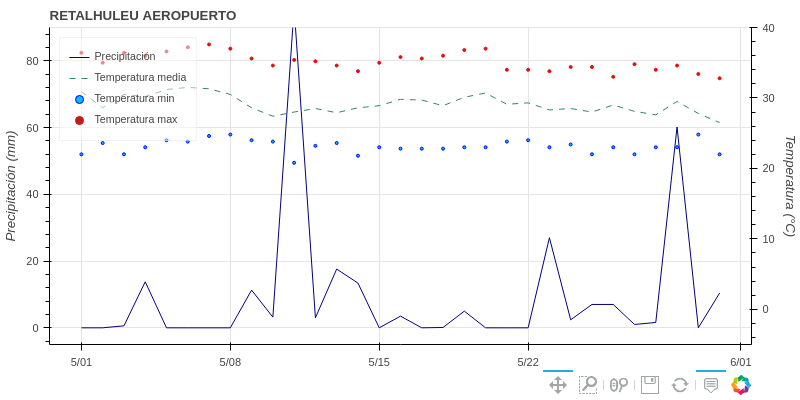 RETALHULEU AEROPUERTO
Precipitación
Temperatura media
Temperatura min
Temperatura max
Precipitación (mm)
80
60
40
20
0
Temperatura (°C)
40
30
20
10
0
5/01
5/08
5/15
5/22
6/01